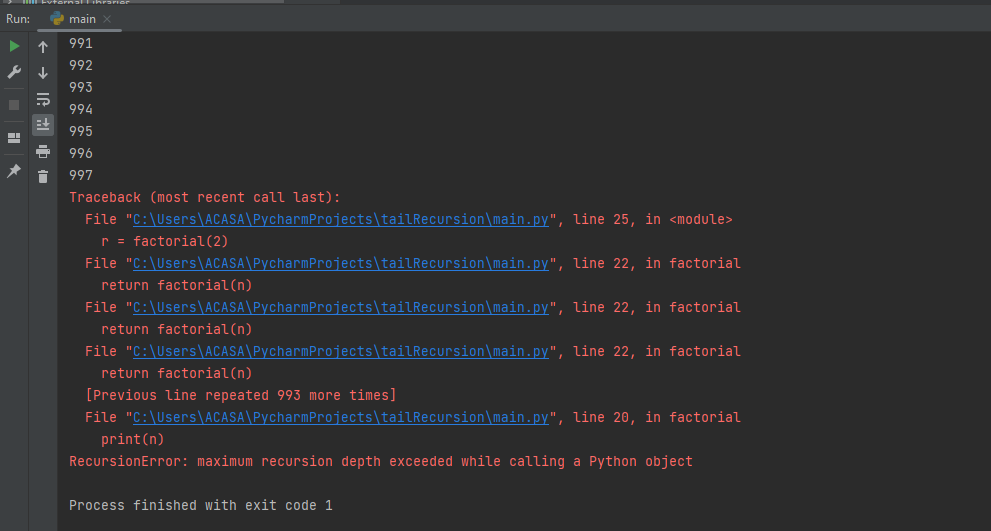 External Libraries
Run: main
991
992
993
994
995
996
997
Traceback (most recent call last):
  File "C:\Users\ACASA\PycharmProjects\tailRecursion\main.py", line 25, in <module>
    r = factorial(2)
  File "C:\Users\ACASA\PycharmProjects\tailRecursion\main.py", line 22, in factorial
    return factorial(n)
  File "C:\Users\ACASA\PycharmProjects\tailRecursion\main.py", line 22, in factorial
    return factorial(n)
  File "C:\Users\ACASA\PycharmProjects\tailRecursion\main.py", line 22, in factorial
    return factorial(n)
  [Previous line repeated 993 more times]
  File "C:\Users\ACASA\PycharmProjects\tailRecursion\main.py", line 20, in factorial
    print(n)
RecursionError: maximum recursion depth exceeded while calling a Python object
Process finished with exit code 1